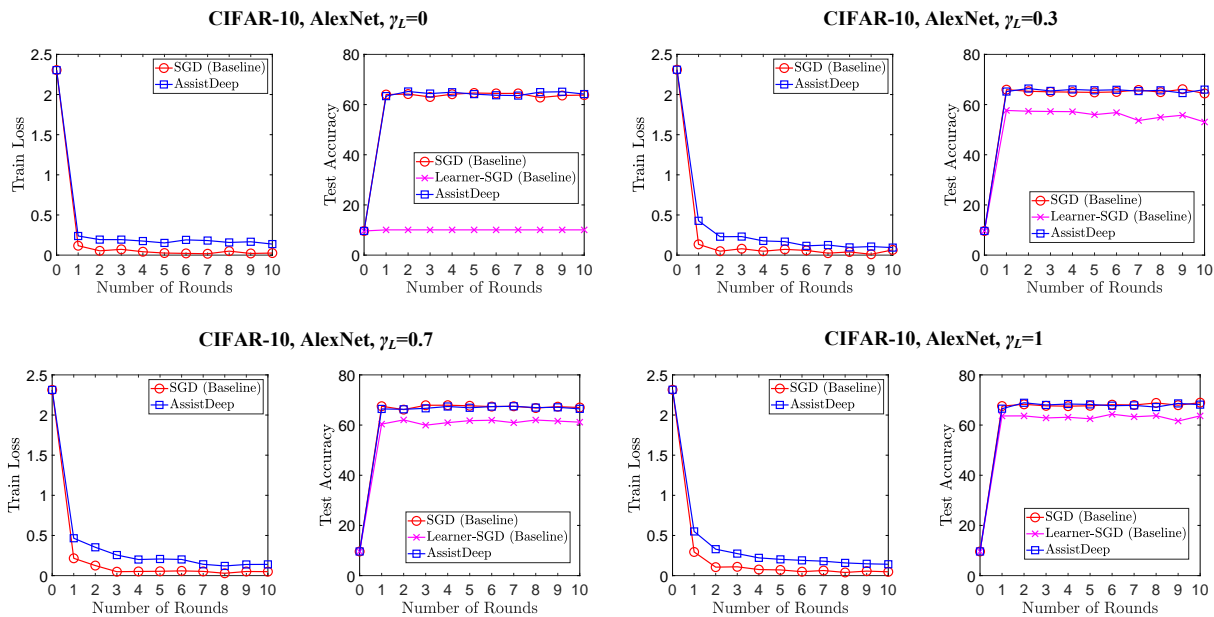 CIFAR-10, AlexNet, γL=0
CIFAR-10, AlexNet, γL=0.3
2.5
2
1.5
1
0.5
0
Train Loss
SGD (Baseline)
AssistDeep
0 1 2 3 4 5 6 7 8 9 10
Number of Rounds
80
60
40
20
0
Test Accuracy
SGD (Baseline)
Learner-SGD (Baseline)
AssistDeep
0 1 2 3 4 5 6 7 8 9 10
Number of Rounds
2.5
2
1.5
1
0.5
0
Train Loss
SGD (Baseline)
AssistDeep
0 1 2 3 4 5 6 7 8 9 10
Number of Rounds
80
60
40
20
0
Test Accuracy
SGD (Baseline)
Learner-SGD (Baseline)
AssistDeep
0 1 2 3 4 5 6 7 8 9 10
Number of Rounds
CIFAR-10, AlexNet, γL=0.7
CIFAR-10, AlexNet, γL=1
2.5
2
1.5
1
0.5
0
Train Loss
SGD (Baseline)
AssistDeep
0 1 2 3 4 5 6 7 8 9 10
Number of Rounds
80
60
40
20
0
Test Accuracy
SGD (Baseline)
Learner-SGD (Baseline)
AssistDeep
0 1 2 3 4 5 6 7 8 9 10
Number of Rounds
2.5
2
1.5
1
0.5
0
Train Loss
SGD (Baseline)
AssistDeep
0 1 2 3 4 5 6 7 8 9 10
Number of Rounds
80
60
40
20
0
Test Accuracy
SGD (Baseline)
Learner-SGD (Baseline)
AssistDeep
0 1 2 3 4 5 6 7 8 9 10
Number of Rounds